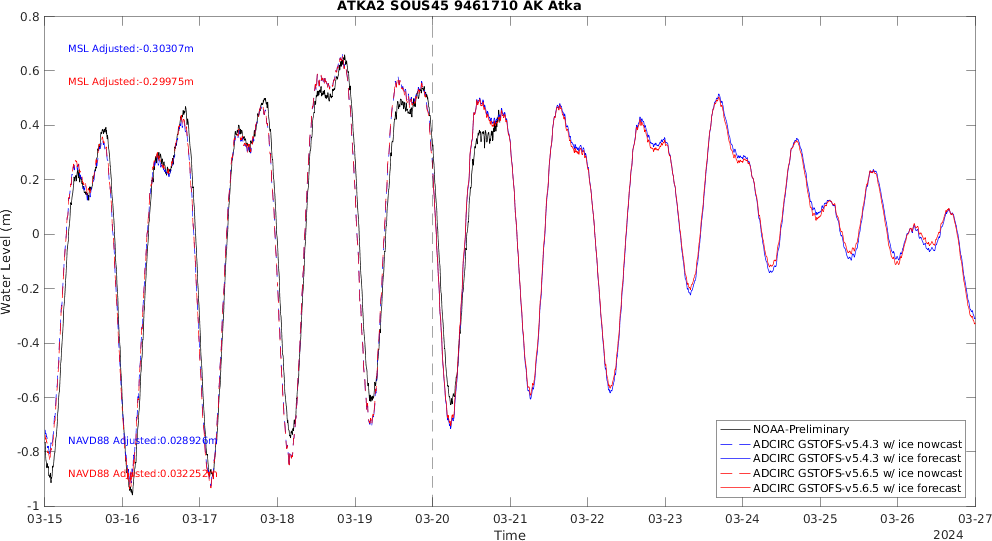 ATKA2 SOUS45 9461710 AK Atka
0.8
0.6
0.4
0.2
0
-0.2
-0.4
-0.6
-0.8
-1
Water Level (m)
MSL Adjusted:-0.30307m
MSL Adjusted:-0.29975m
NAVD88 Adjusted:0.028926m
NAVD88 Adjusted:0.032252m
NOAA-Preliminary
ADCIRC GSTOFS-v5.4.3 w/ ice nowcast
ADCIRC GSTOFS-v5.4.3 w/ ice forecast
ADCIRC GSTOFS-v5.6.5 w/ ice nowcast
ADCIRC GSTOFS-v5.6.5 w/ ice forecast
03-15 03-16 03-17 03-18 03-19 03-20 03-21 03-22 03-23 03-24 03-25 03-26 03-27
Time
2024